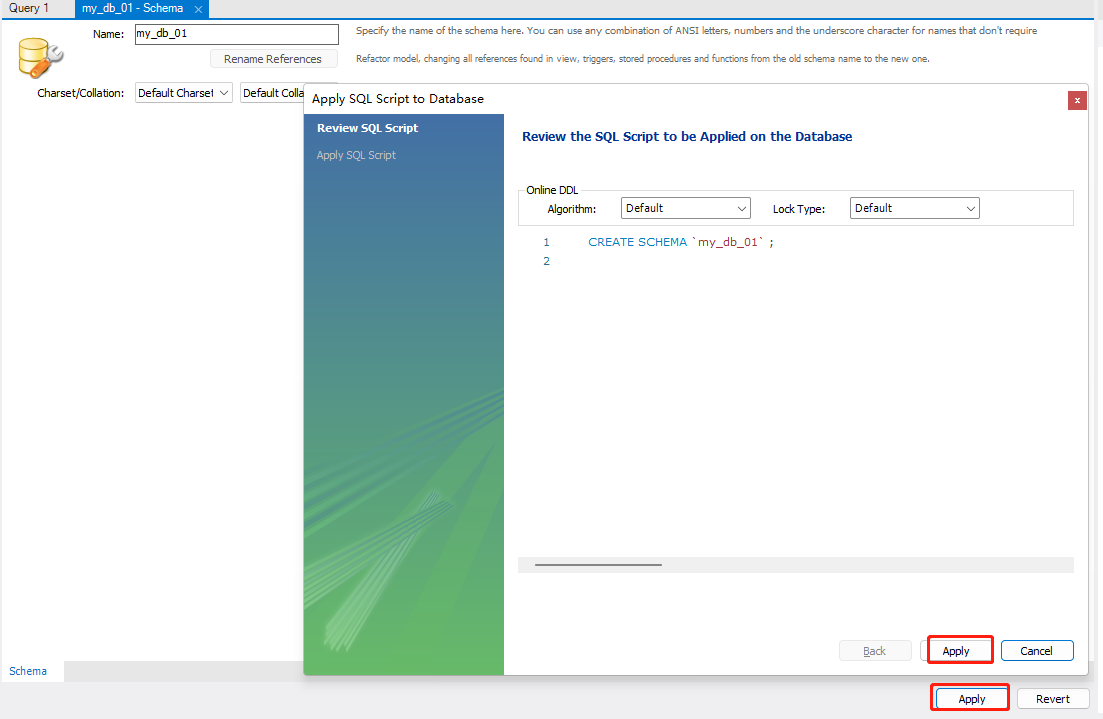 Query 1
my_db_01 - Schema
Name:
my_db_01
Specify the name of the schema here. You can use any combination of ANSI letters, numbers and the underscore character for names that don't require
Rename References
Refactor model, changing all references found in view, triggers, stored procedures and functions from the old schema name to the new one.
Charset/Collation:
Default Charset
Default Colla
Apply SQL Script to Database
x
Review SQL Script
Apply SQL Script
Review the SQL Script to be Applied on the Database
Online DDL
Algorithm:
Default
Lock Type:
Default
1 CREATE SCHEMA `my_db_01` ;
2
Back
Apply
Cancel
Schema
Apply
Revert